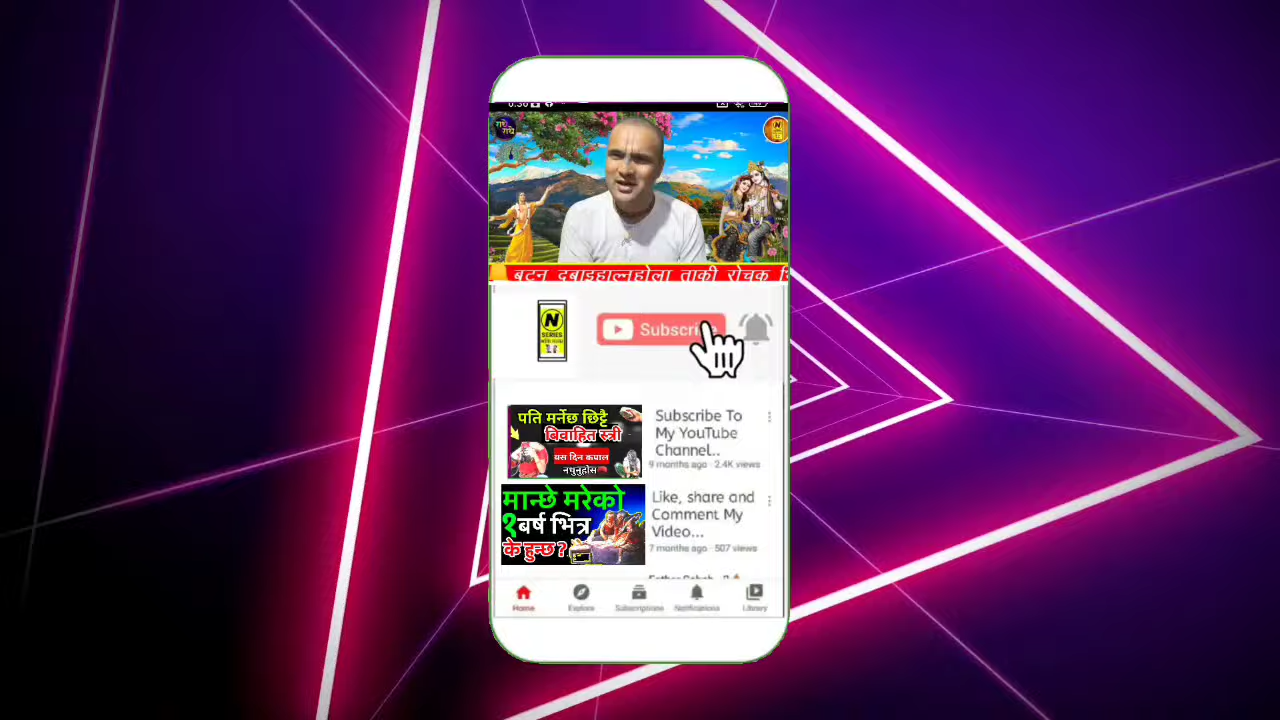 राधे
राधे
N
बटन दबाइहाल्नुहोला ताकी रोचक
N
SERIES
Subscribe
पति मर्नेछ छिट्टै
बिवाहित स्त्री
यस दिन कपाल
नधुनुहोस
Subscribe To
My YouTube
Channel..
9 months ago · 2.4K views
मान्छे मरेको
१बर्ष भित्र
के हुन्छ ?
Like, share and
Comment My
Video...
7 months ago · 507 views
Home
Explore
Subscriptions
Notifications
Library